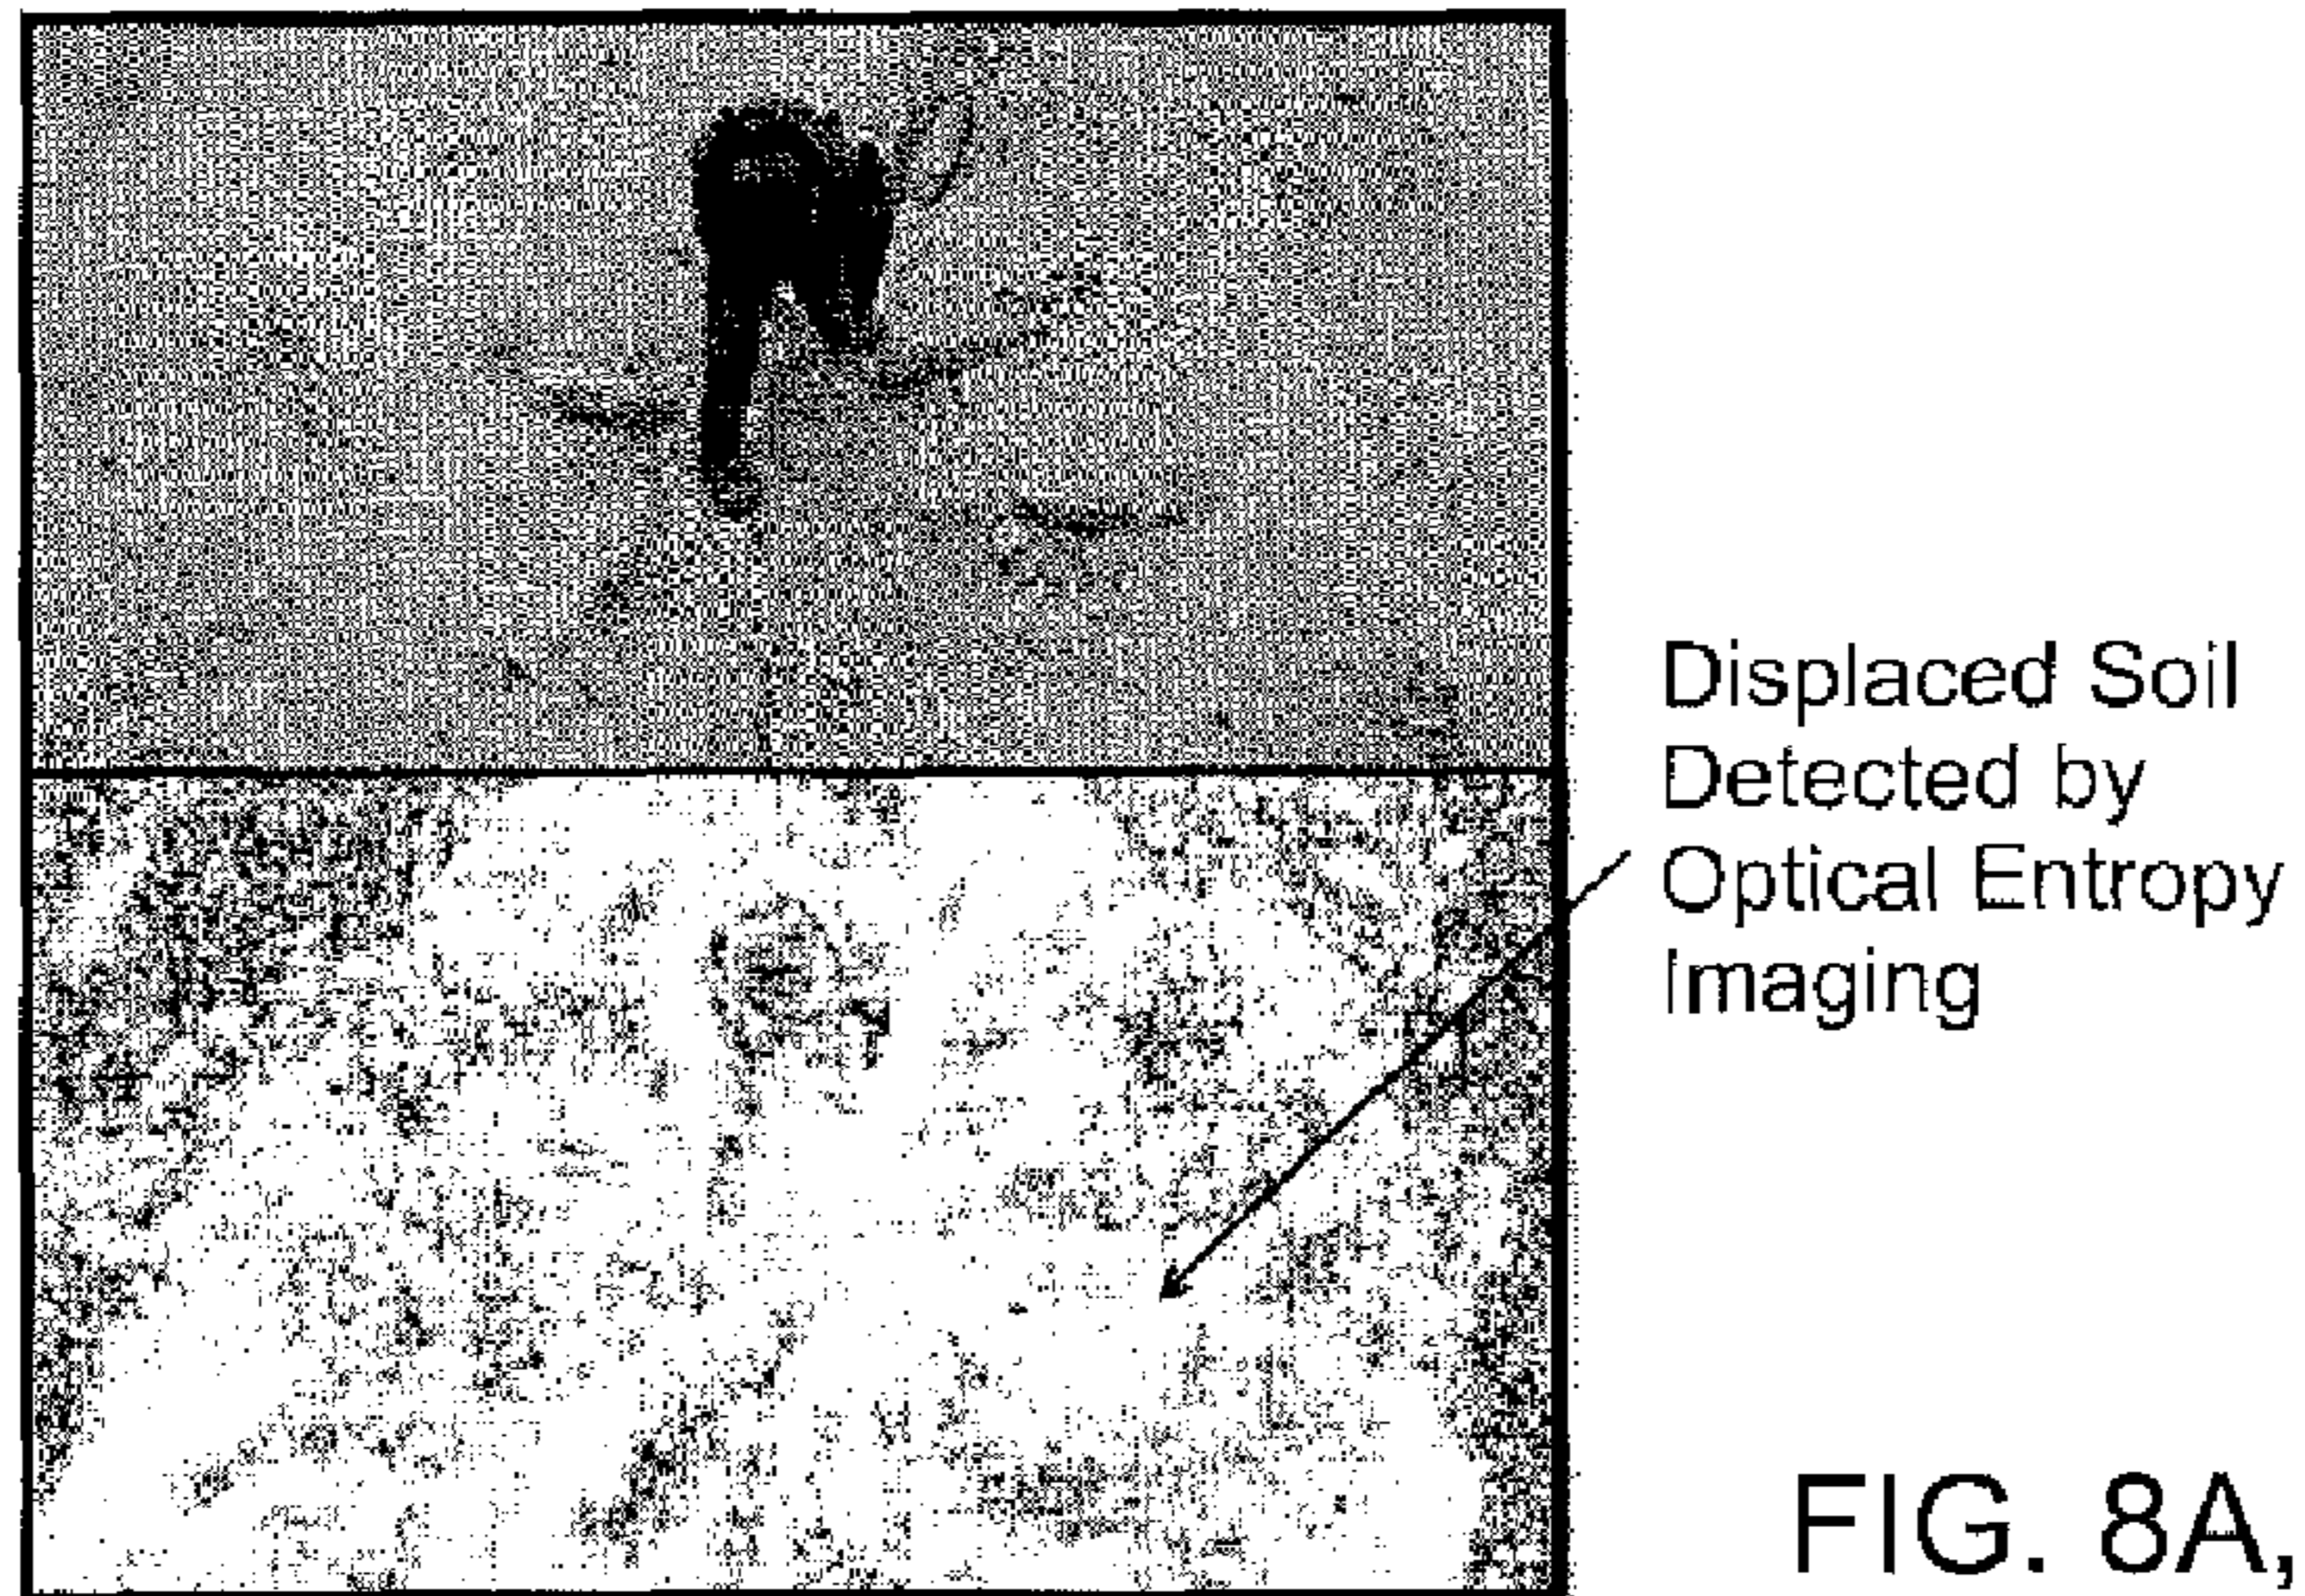 Displaced Soil
Detected by
Optical Entropy
Imaging
FIG. 8A,